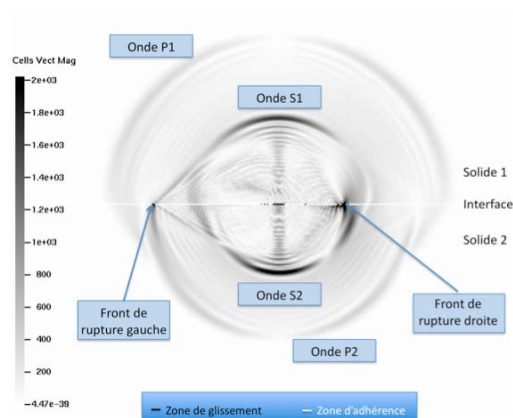 Onde P1
Cells Vect Mag
2e+03
1.8e+03
1.6e+03
1.4e+03
1.2e+03
1e+03
800
600
400
200
4.47e-39
Onde S1
Solide 1
Interface
Solide 2
Front de
rupture gauche
Onde S2
Front de
rupture droite
Onde P2
Zone de glissement
Zone d'adhérence